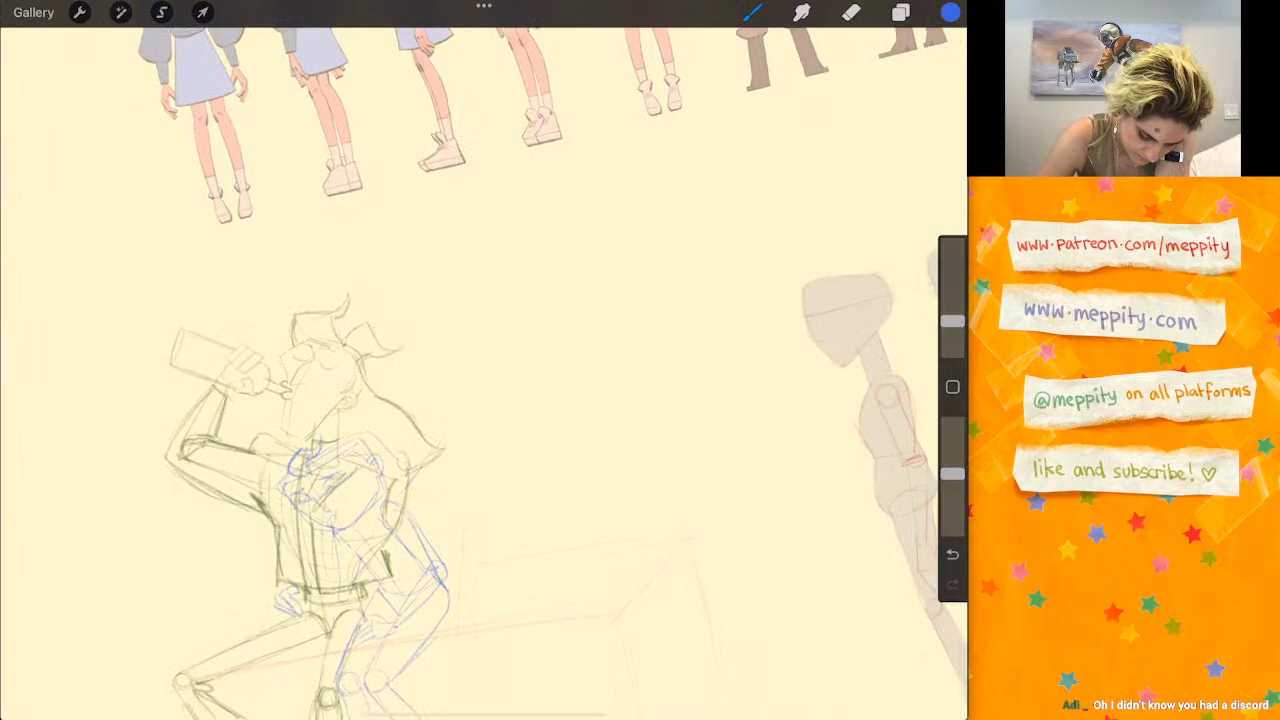 Gallery
www.patreon.com/meppity
www.meppity.com
@meppity on all platforms
like and subscribe! ♡
Adi_ Oh I didn't know you had a discord